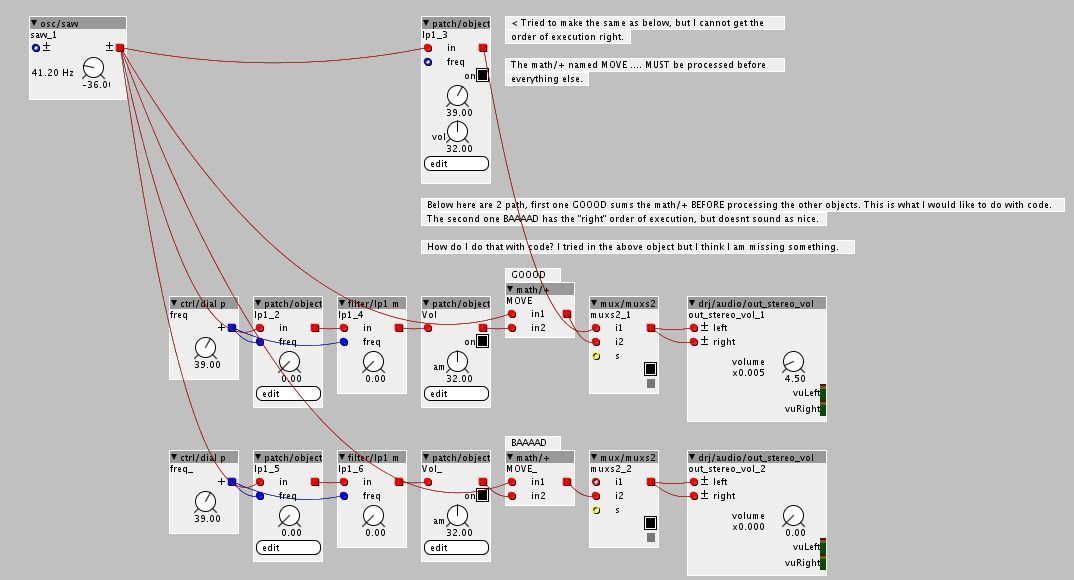 osc/saw
saw_1
41.20 Hz
-36.0
patch/object
lp1_3
in
freq
on
39.00
vol
32.00
edit
< Tried to make the same as below, but I cannot get the
order of execution right.
The math/+ named MOVE .... MUST be processed before
everything else.
Below here are 2 path, first one GOOOD sums the math/+ BEFORE processing the other objects. This is what I would like to do with code.
The second one BAAAAD has the "right" order of execution, but doesnt sound as nice.
How do I do that with code? I tried in the above object but I think I am missing something.
GOOOD
ctrl/dial p
freq
39.00
patch/object
lp1_2
in
freq
0.00
edit
filter/lp1 m
lp1_4
in
freq
0.00
patch/object
Vol
on
am
32.00
edit
math/+
MOVE
in1
in2
mux/muxs2
muxs2_1
i1
i2
s
drj/audio/out_stereo_vol
out_stereo_vol_1
left
right
volume
x0.005
4.50
vuLeft
vuRight
BAAAAD
ctrl/dial p
freq_
39.00
patch/object
lp1_5
in
freq
0.00
edit
filter/lp1 m
lp1_6
in
freq
0.00
patch/object
Vol_
on
am
32.00
edit
math/+
MOVE_
in1
in2
mux/muxs2
muxs2_2
i1
i2
s
drj/audio/out_stereo_vol
out_stereo_vol_2
left
right
volume
x0.000
0.00
vuLeft
vuRight